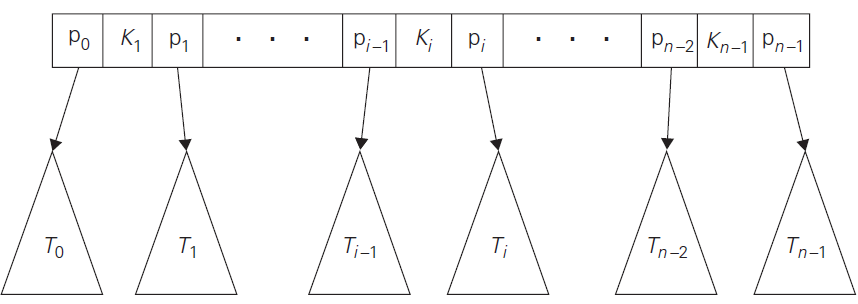 p₀ K₁ p₁ · · · pᵢ₋₁ Kᵢ pᵢ · · · pₙ₋₂ Kₙ₋₁ pₙ₋₁
T₀ T₁ Tᵢ₋₁ Tᵢ Tₙ₋₂ Tₙ₋₁